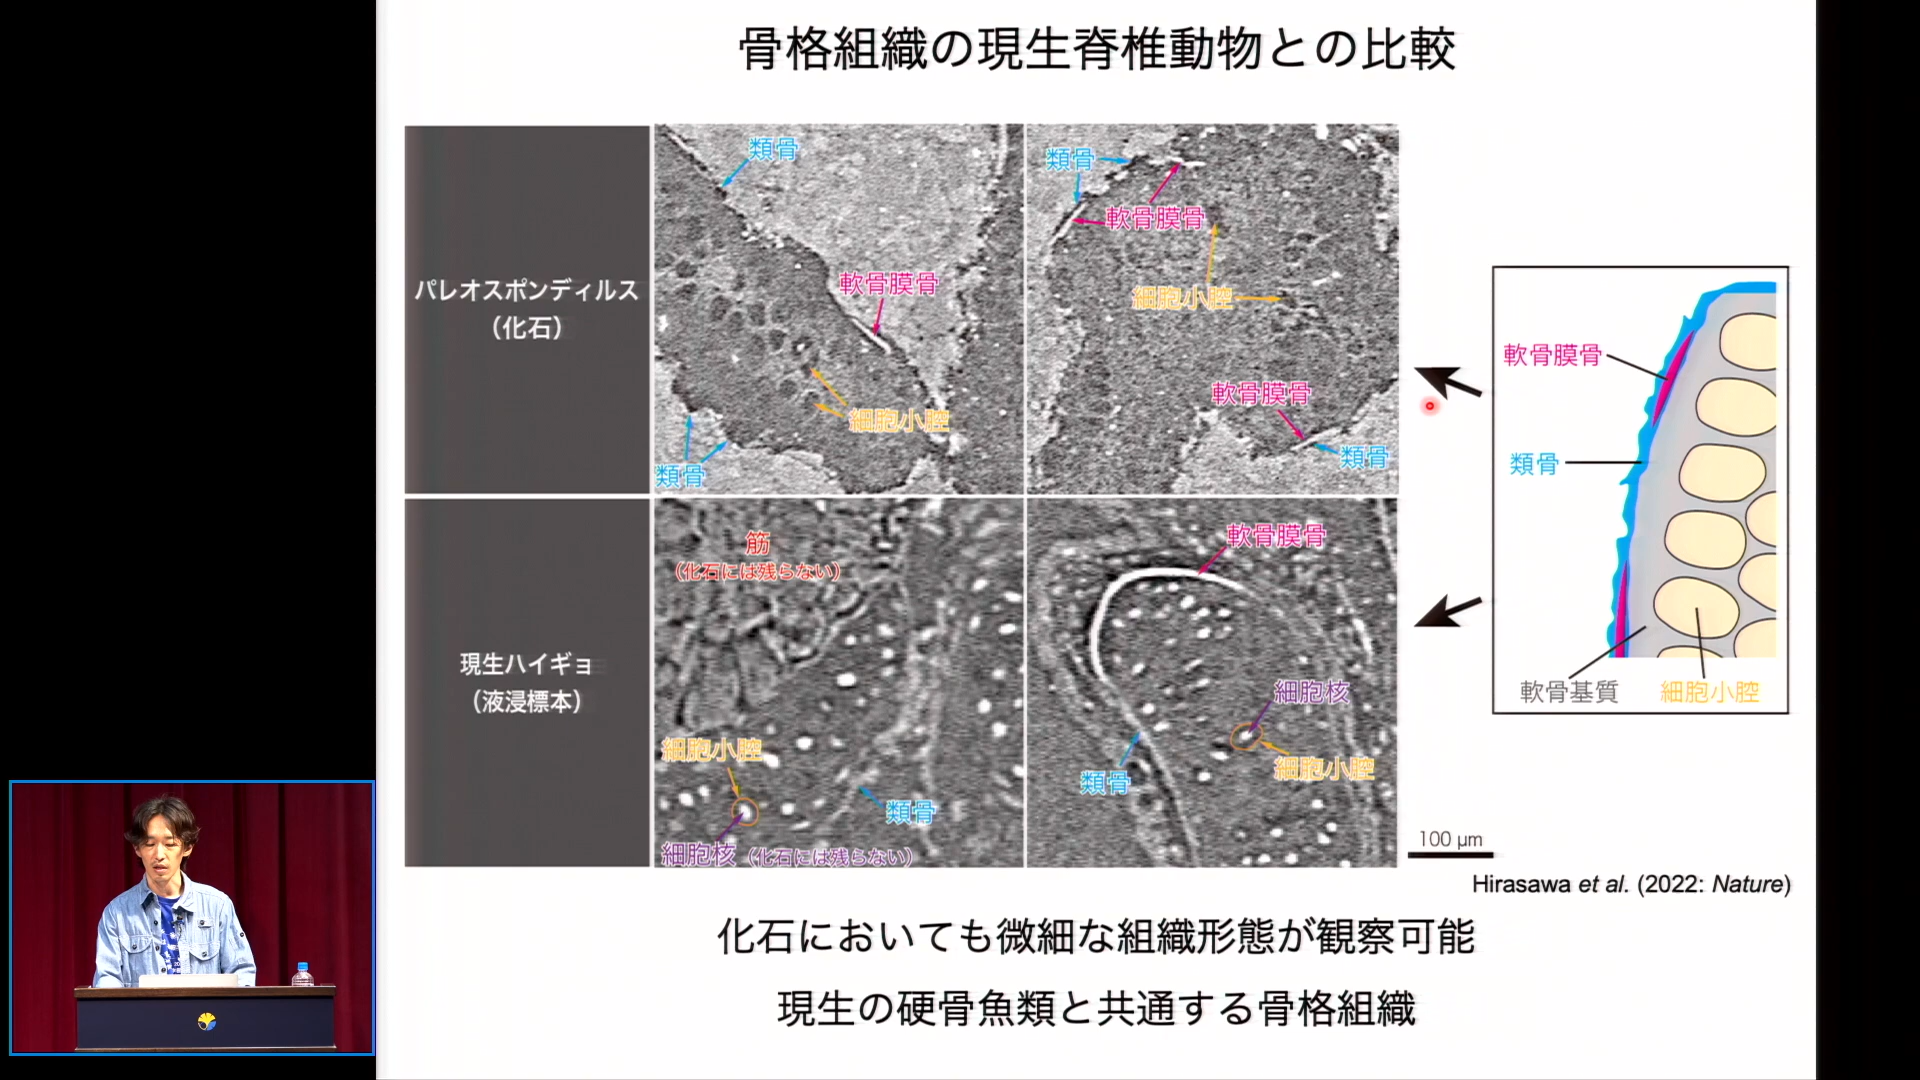 骨格組織の現生脊椎動物との比較
パレオスポンディルス
（化石）
類骨
軟骨膜骨
細胞小腔
類骨
類骨
軟骨膜骨
細胞小腔
軟骨膜骨
類骨
現生ハイギョ
（液浸標本）
筋
（化石には残らない）
細胞小腔
類骨
細胞核（化石には残らない）
軟骨膜骨
細胞核
細胞小腔
類骨
軟骨膜骨
類骨
軟骨基質
細胞小腔
100 μm
Hirasawa et al. (2022: Nature)
化石においても微細な組織形態が観察可能
現生の硬骨魚類と共通する骨格組織